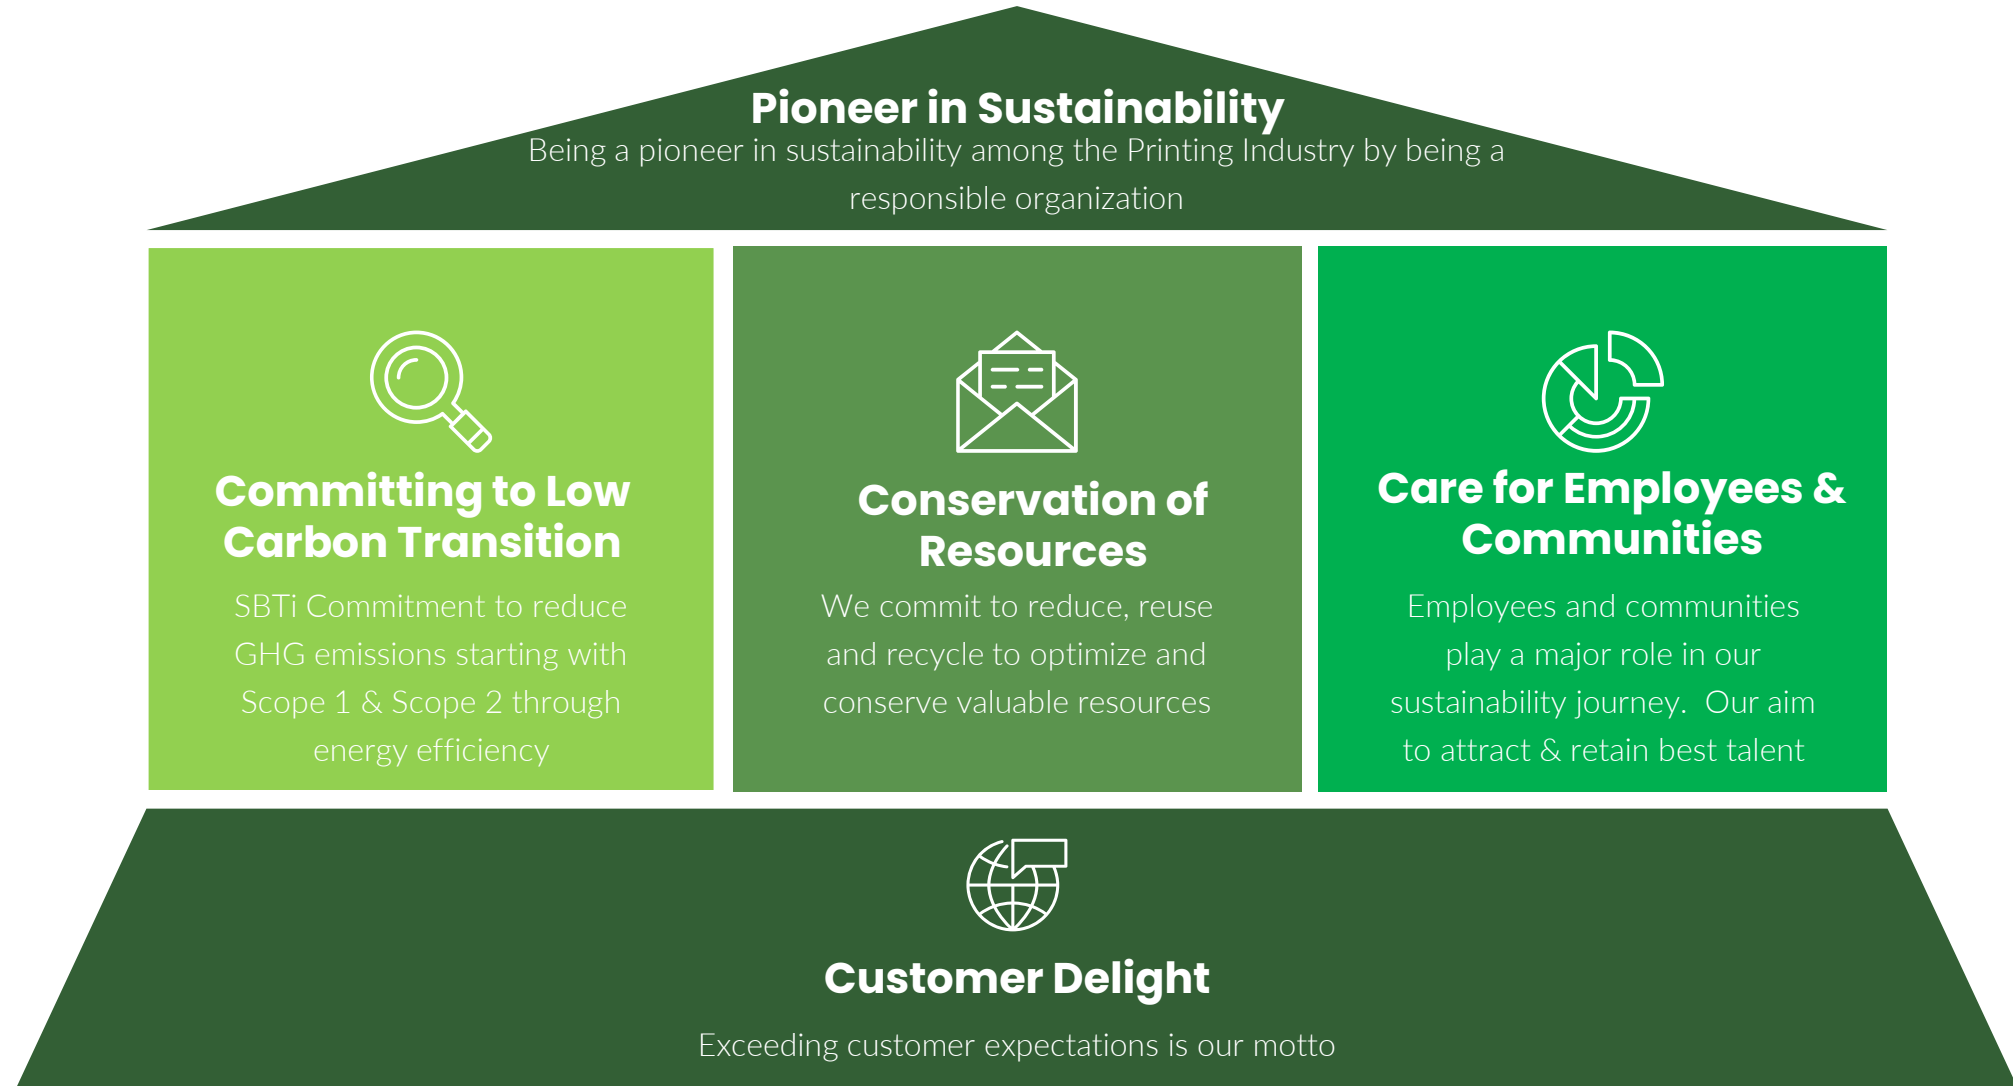 Pioneer in Sustainability
Being a pioneer in sustainability among the Printing Industry by being a
responsible organization
Committing to Low
Carbon Transition
SBTi Commitment to reduce
GHG emissions starting with
Scope 1 & Scope 2 through
energy efficiency
Conservation of
Resources
We commit to reduce, reuse
and recycle to optimize and
conserve valuable resources
Care for Employees &
Communities
Employees and communities
play a major role in our
sustainability journey.  Our aim
to attract & retain best talent
Customer Delight
Exceeding customer expectations is our motto